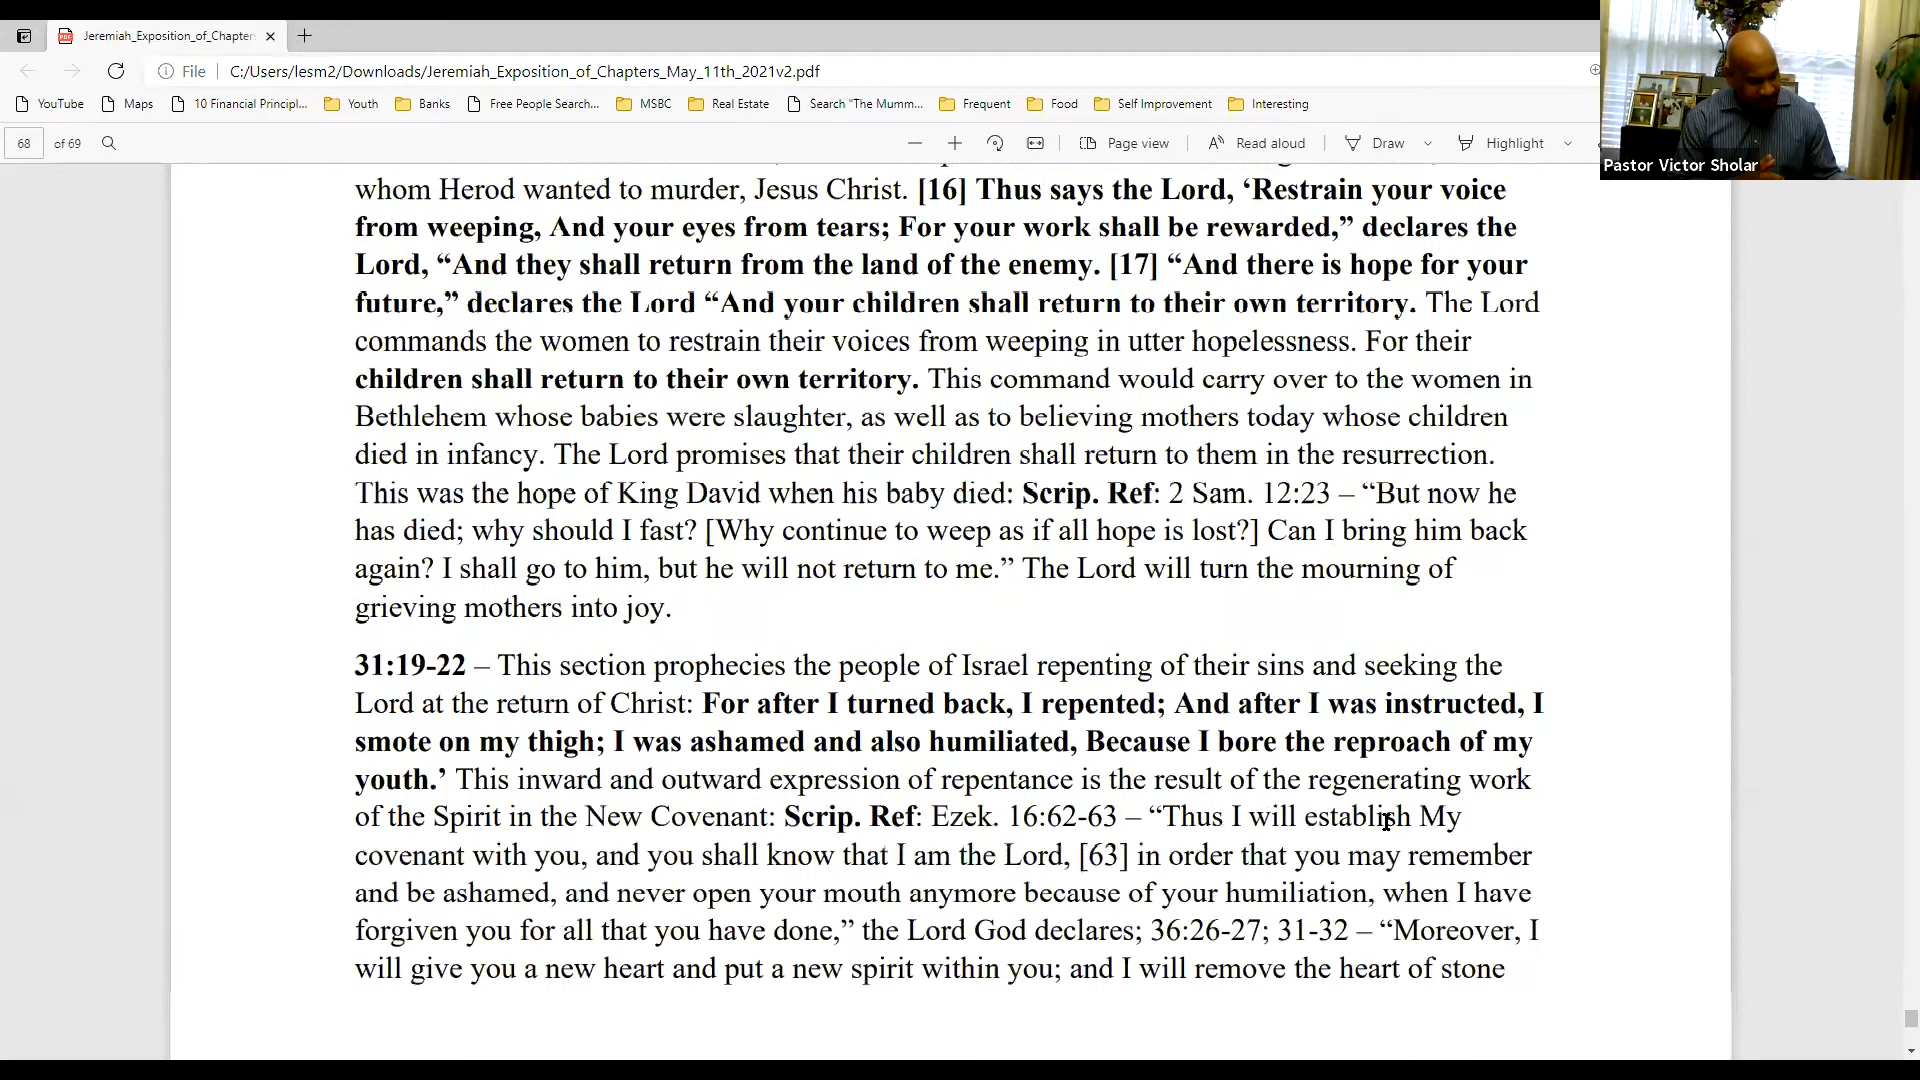 Jeremiah_Exposition_of_Chapter
File C:/Users/lesm2/Downloads/Jeremiah_Exposition_of_Chapters_May_11th_2021v2.pdf
YouTube Maps 10 Financial Principl... Youth Banks Free People Search... MSBC Real Estate Search "The Mumm... Frequent Food Self Improvement Interesting
68 of 69 Page view Read aloud Draw Highlight
Pastor Victor Sholar
whom Herod wanted to murder, Jesus Christ. [16] Thus says the Lord, ‘Restrain your voice
from weeping, And your eyes from tears; For your work shall be rewarded,” declares the
Lord, “And they shall return from the land of the enemy. [17] “And there is hope for your
future,” declares the Lord “And your children shall return to their own territory. The Lord
commands the women to restrain their voices from weeping in utter hopelessness. For their
children shall return to their own territory. This command would carry over to the women in
Bethlehem whose babies were slaughter, as well as to believing mothers today whose children
died in infancy. The Lord promises that their children shall return to them in the resurrection.
This was the hope of King David when his baby died: Scrip. Ref: 2 Sam. 12:23 – “But now he
has died; why should I fast? [Why continue to weep as if all hope is lost?] Can I bring him back
again? I shall go to him, but he will not return to me.” The Lord will turn the mourning of
grieving mothers into joy.
31:19-22 – This section prophecies the people of Israel repenting of their sins and seeking the
Lord at the return of Christ: For after I turned back, I repented; And after I was instructed, I
smote on my thigh; I was ashamed and also humiliated, Because I bore the reproach of my
youth.’ This inward and outward expression of repentance is the result of the regenerating work
of the Spirit in the New Covenant: Scrip. Ref: Ezek. 16:62-63 – “Thus I will establish My
covenant with you, and you shall know that I am the Lord, [63] in order that you may remember
and be ashamed, and never open your mouth anymore because of your humiliation, when I have
forgiven you for all that you have done,” the Lord God declares; 36:26-27; 31-32 – “Moreover, I
will give you a new heart and put a new spirit within you; and I will remove the heart of stone